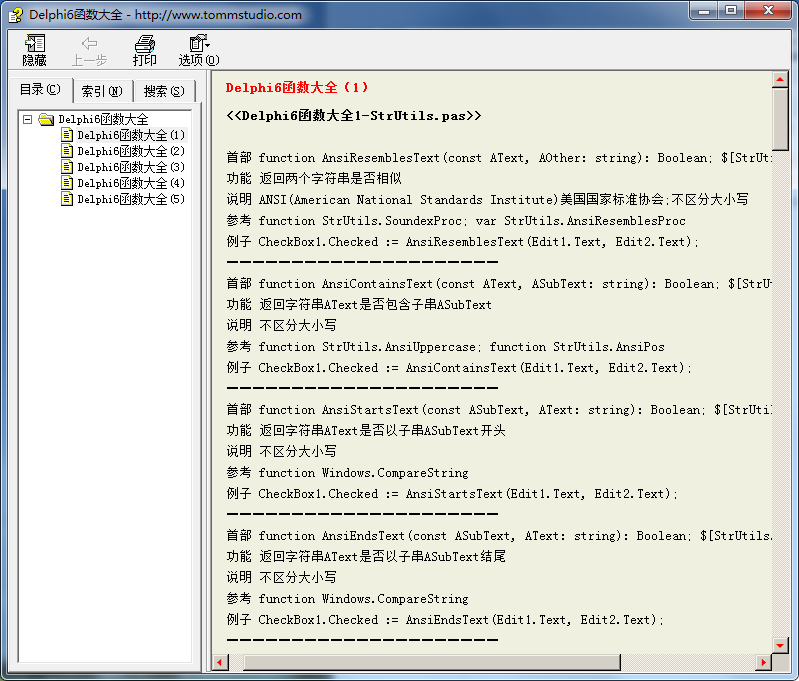 Delphi6函数大全 - http://www.tommstudio.com
隐藏 上一步 打印 选项(O)
目录(C) 索引(N) 搜索(S)
Delphi6函数大全
Delphi6函数大全(1)
Delphi6函数大全(2)
Delphi6函数大全(3)
Delphi6函数大全(4)
Delphi6函数大全(5)
Delphi6函数大全(1)
<<Delphi6函数大全1-StrUtils.pas>>
首部 function AnsiResemblesText(const AText, AOther: string): Boolean; $[StrUt
功能 返回两个字符串是否相似
说明 ANSI(American National Standards Institute)美国国家标准协会;不区分大小写
参考 function StrUtils.SoundexProc; var StrUtils.AnsiResemblesProc
例子 CheckBox1.Checked := AnsiResemblesText(Edit1.Text, Edit2.Text);
━━━━━━━━━━━━━━━━━━━━━
首部 function AnsiContainsText(const AText, ASubText: string): Boolean; $[StrU
功能 返回字符串AText是否包含子串ASubText
说明 不区分大小写
参考 function StrUtils.AnsiUppercase; function StrUtils.AnsiPos
例子 CheckBox1.Checked := AnsiContainsText(Edit1.Text, Edit2.Text);
━━━━━━━━━━━━━━━━━━━━━
首部 function AnsiStartsText(const ASubText, AText: string): Boolean; $[StrUti
功能 返回字符串AText是否以子串ASubText开头
说明 不区分大小写
参考 function Windows.CompareString
例子 CheckBox1.Checked := AnsiStartsText(Edit1.Text, Edit2.Text);
━━━━━━━━━━━━━━━━━━━━━
首部 function AnsiEndsText(const ASubText, AText: string): Boolean; $[StrUtils.
功能 返回字符串AText是否以子串ASubText结尾
说明 不区分大小写
参考 function Windows.CompareString
例子 CheckBox1.Checked := AnsiEndsText(Edit1.Text, Edit2.Text);
━━━━━━━━━━━━━━━━━━━━━